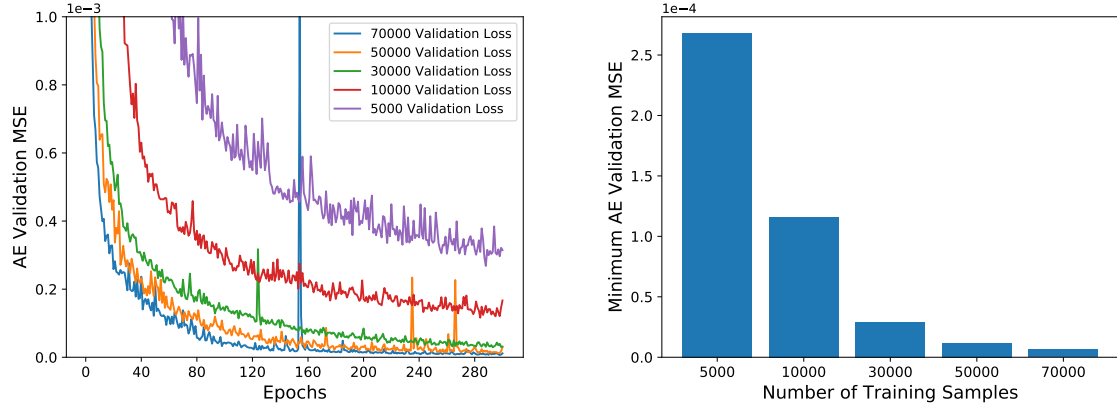 1e−3
1.0
0.8
0.6
0.4
0.2
0.0
AE Validation MSE
0 40 80 120 160 200 240 280
Epochs
70000 Validation Loss
50000 Validation Loss
30000 Validation Loss
10000 Validation Loss
5000 Validation Loss
1e−4
2.5
2.0
1.5
1.0
0.5
0.0
Minimum AE Validation MSE
5000 10000 30000 50000 70000
Number of Training Samples